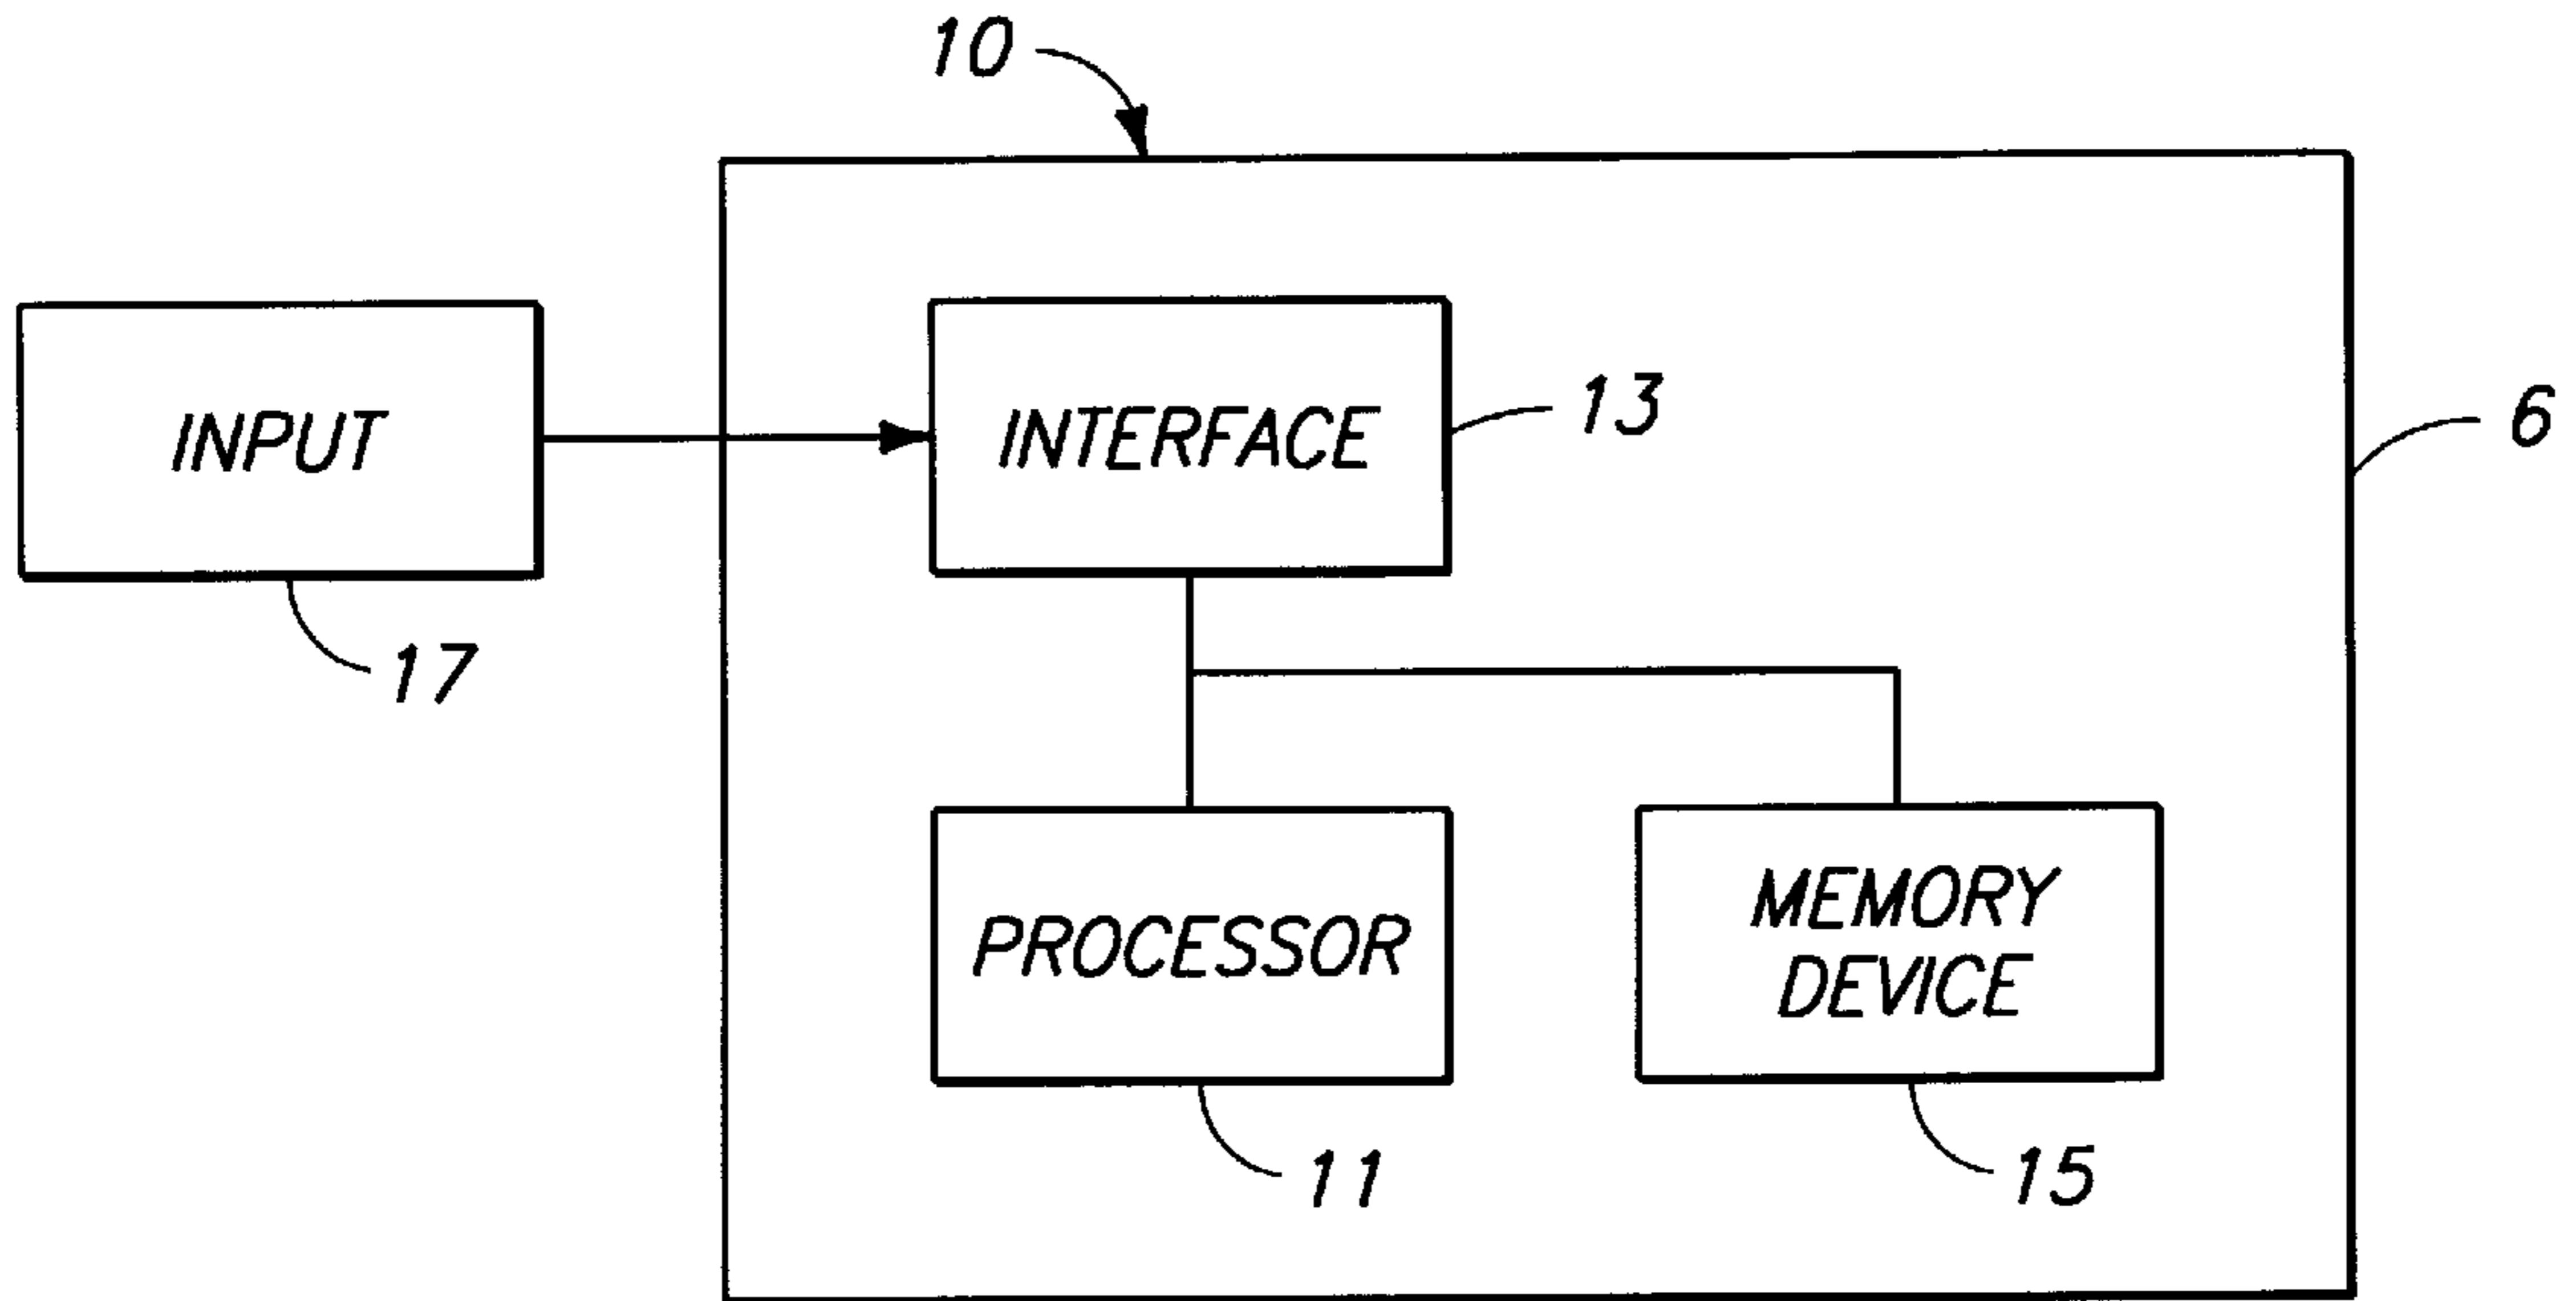 10
INPUT
INTERFACE
13
6
17
PROCESSOR
MEMORY
DEVICE
11
15